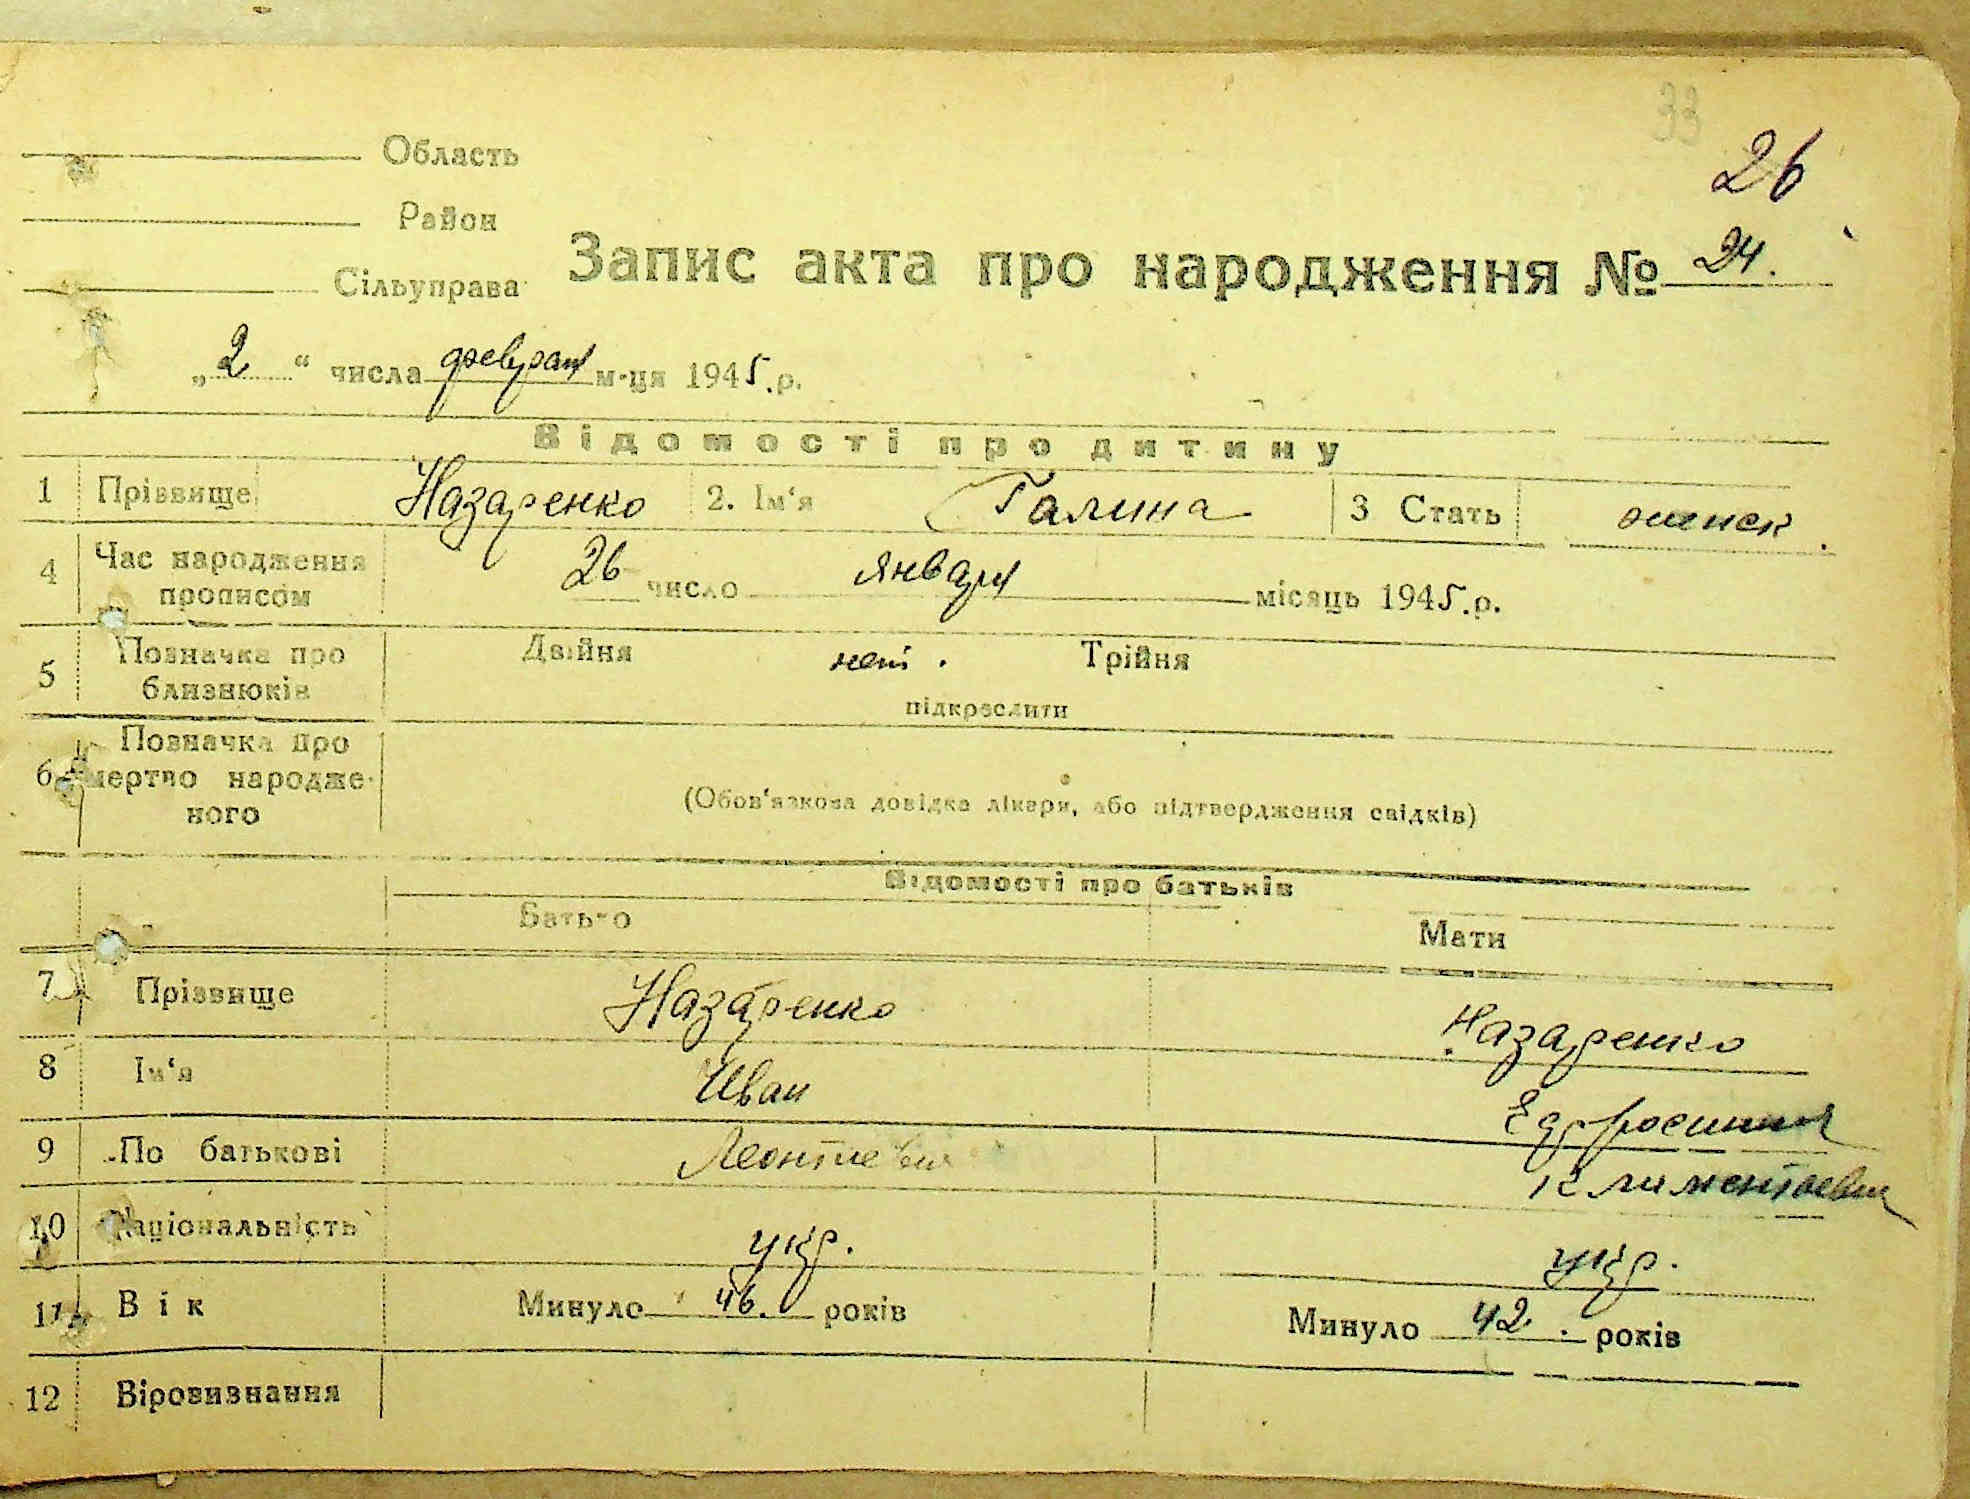 33
26
Область
Район
Сільуправа
Запис акта про народження № 24.
„2“ числа февраля м-ця 1945.р.
Відомості про дитину
1 Прізвище Назаренко 2. Ім‘я Галина 3 Стать женск.
4 Час народження прописом 26 число января місяць 1945.р.
5 Позначка про близнюків Двійня нет. Трійня
підкреслити
6 Позначка про мертво народженого
(Обов‘язкова довідка лікаря, або підтвердження свідків)
Відомості про батьків
Батько Мати
7 Прізвище Назаренко Назаренко
8 Ім‘я Иван Ефросиния
9 По батькові Леонтиевич Климентоевна
10 Національність укр. укр.
11 Вік Минуло 46. років Минуло 42. років
12 Віровизнання